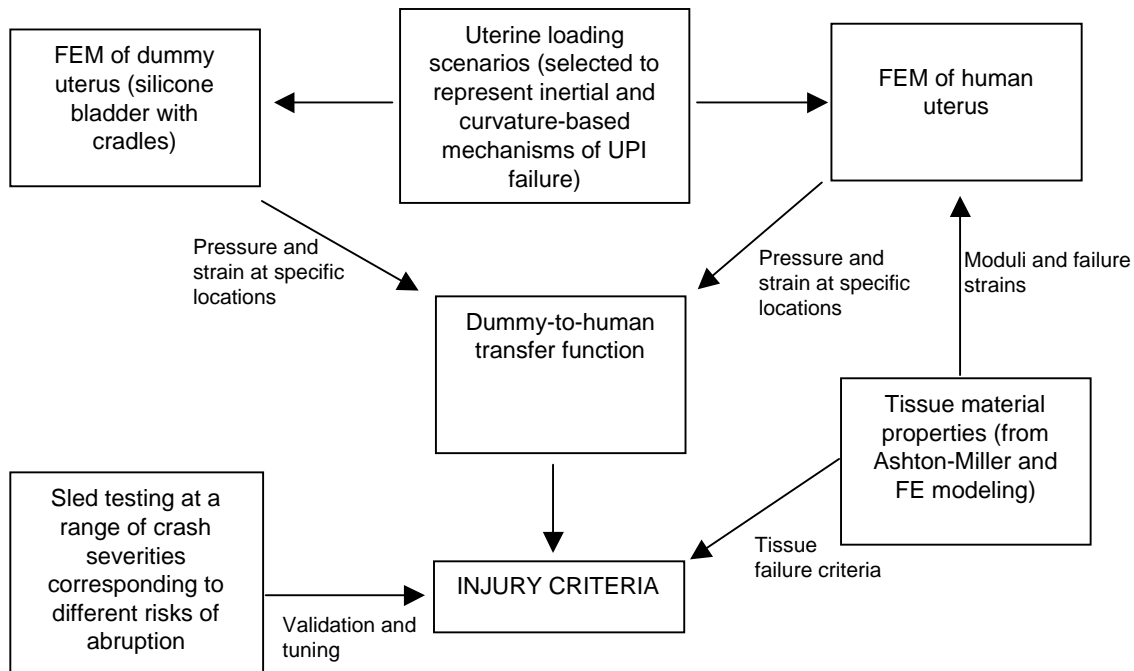 FEM of dummy
uterus (silicone
bladder with
cradles)
Uterine loading
scenarios (selected to
represent inertial and
curvature-based
mechanisms of UPI
failure)
FEM of human
uterus
Pressure and
strain at specific
locations
Pressure and
strain at specific
locations
Moduli and failure
strains
Dummy-to-human
transfer function
Tissue material
properties (from
Ashton-Miller and
FE modeling)
Sled testing at a
range of crash
severities
corresponding to
different risks of
abruption
Tissue
failure criteria
INJURY CRITERIA
Validation and
tuning